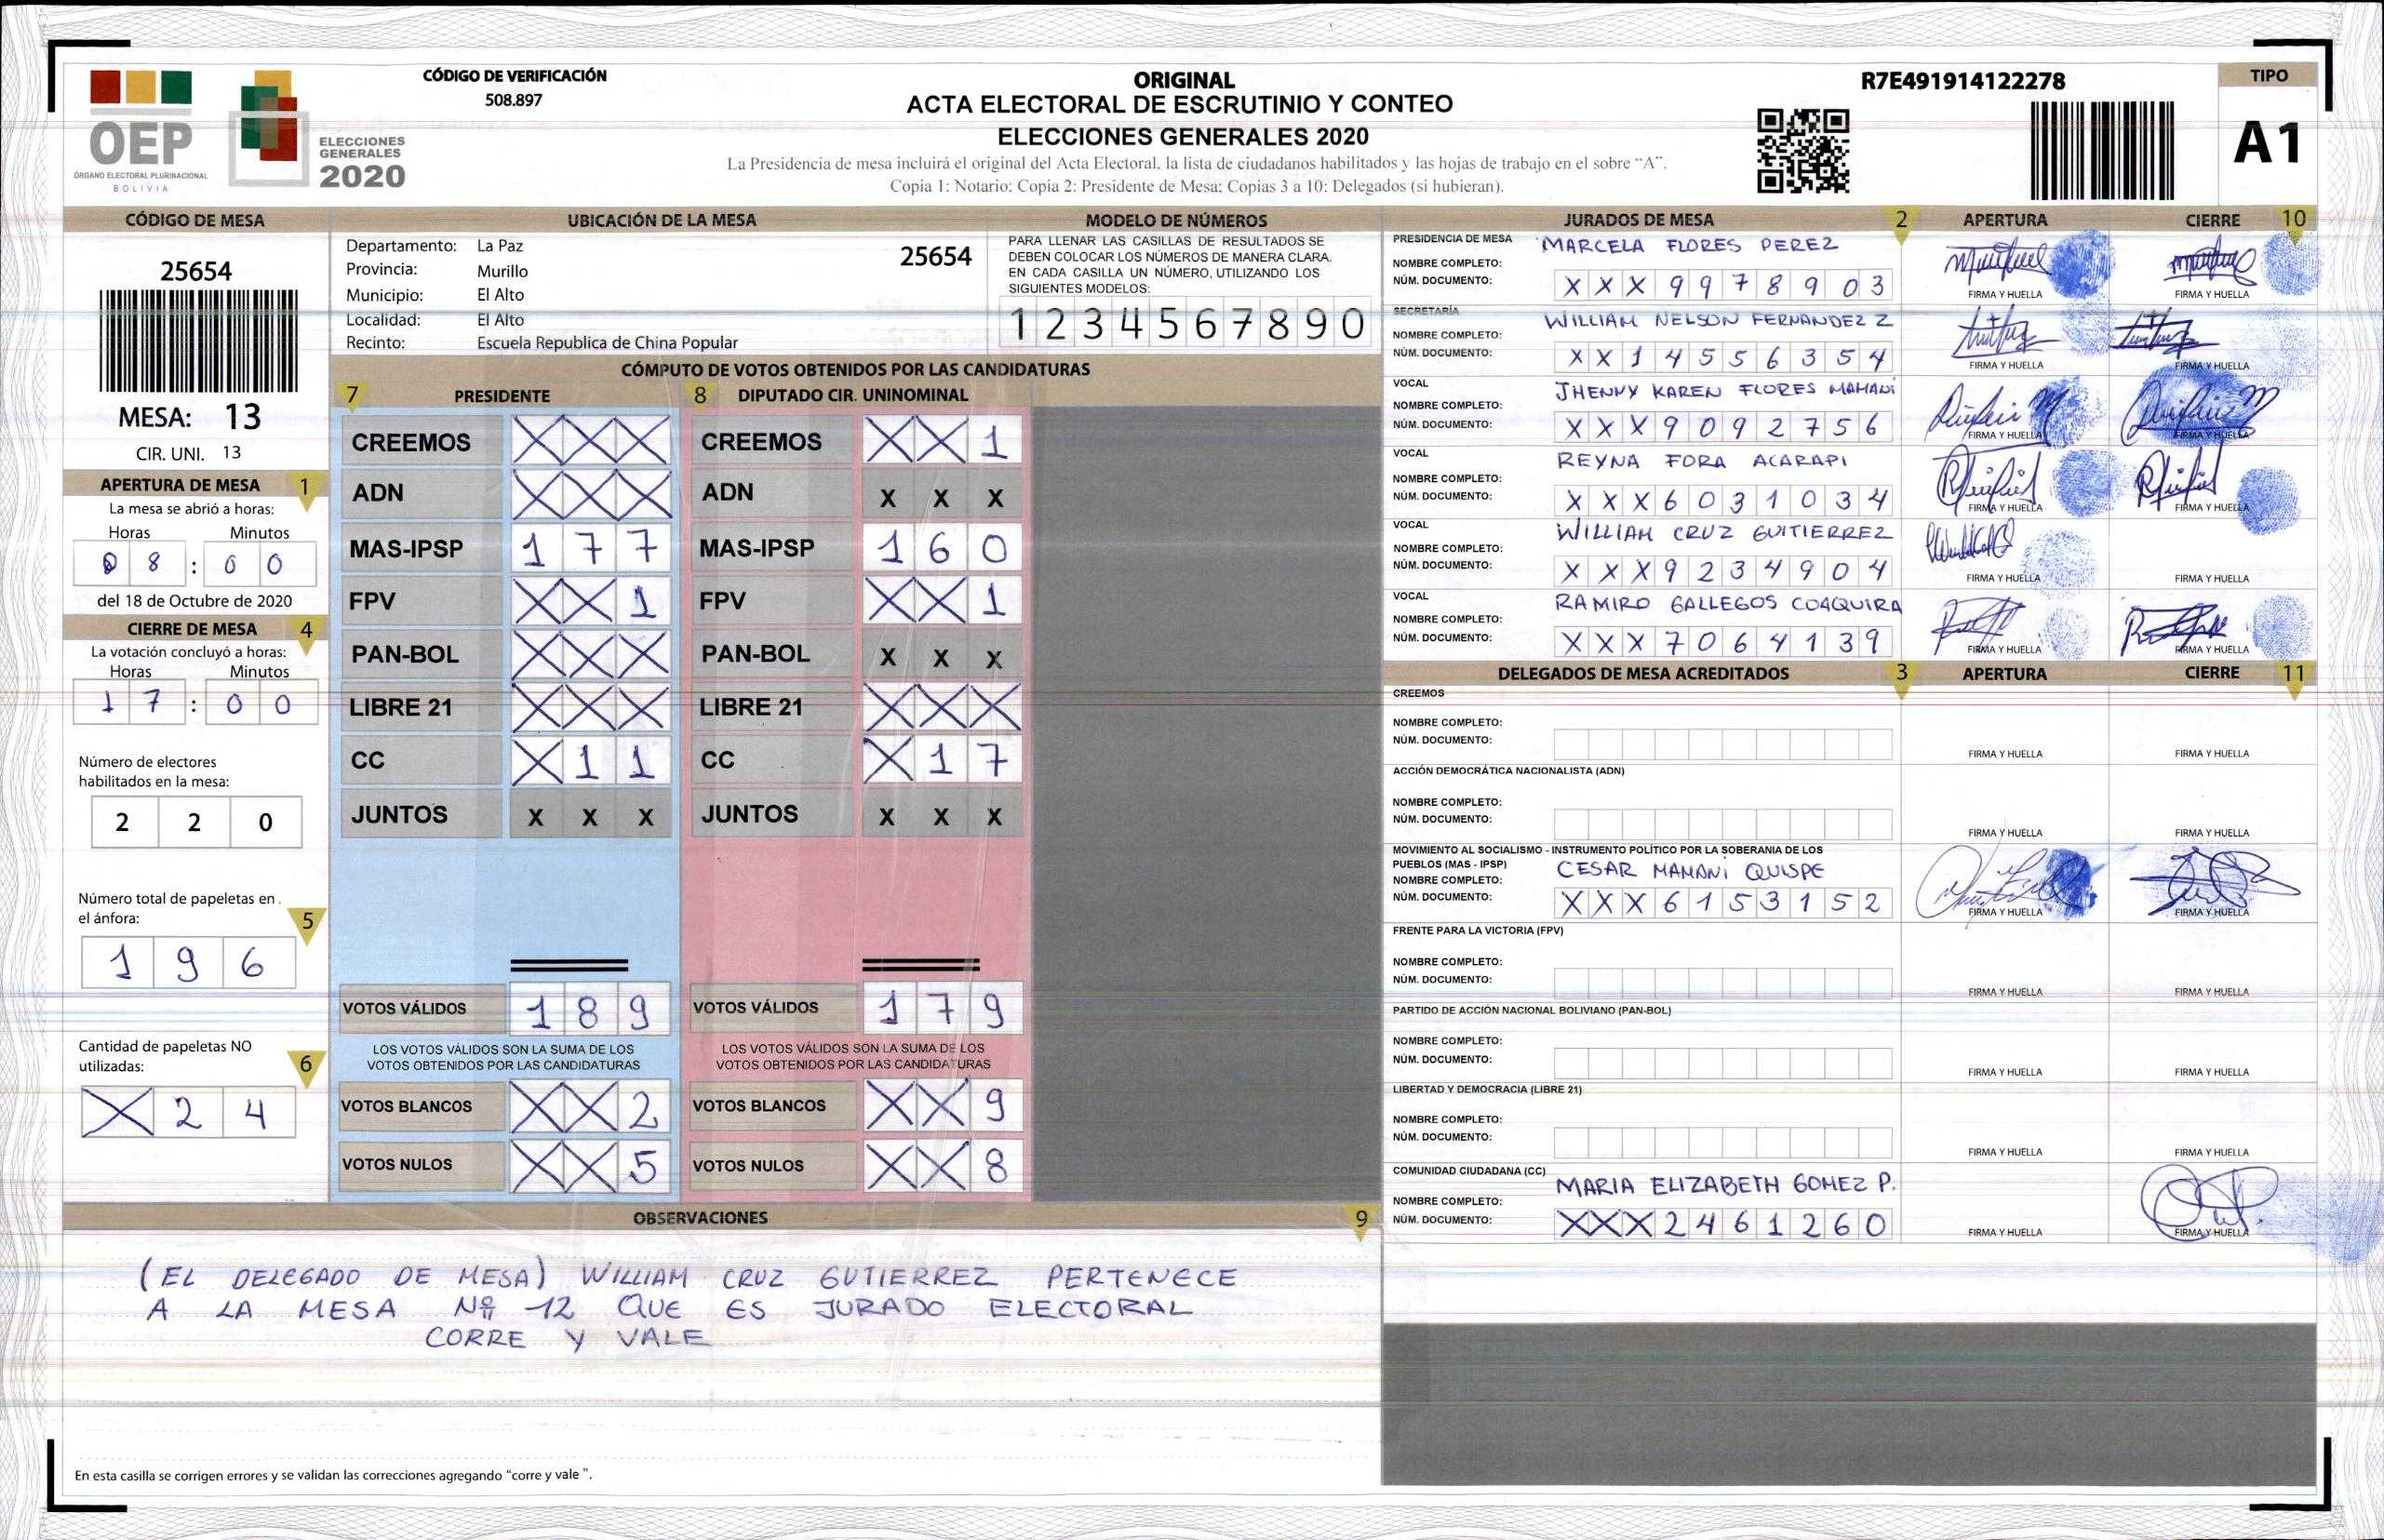 CÓDIGO DE VERIFICACIÓN
508.897
OEP
ÓRGANO ELECTORAL PLURINACIONAL
BOLIVIA
ELECCIONES
GENERALES
2020
ORIGINAL
ACTA ELECTORAL DE ESCRUTINIO Y CONTEO
ELECCIONES GENERALES 2020
La Presidencia de mesa incluirá el original del Acta Electoral, la lista de ciudadanos habilitados y las hojas de trabajo en el sobre "A".
Copia 1: Notario; Copia 2: Presidente de Mesa; Copias 3 a 10: Delegados (si hubieran).
R7E491914122278
TIPO
A1
CÓDIGO DE MESA
25654
MESA: 13
CIR. UNI. 13
APERTURA DE MESA 1
La mesa se abrió a horas:
Horas Minutos
0 8 : 0 0
del 18 de Octubre de 2020
CIERRE DE MESA 4
La votación concluyó a horas:
Horas Minutos
1 7 : 0 0
Número de electores
habilitados en la mesa:
2 2 0
Número total de papeletas en
el ánfora: 5
1 9 6
Cantidad de papeletas NO
utilizadas: 6
X 2 4
UBICACIÓN DE LA MESA
Departamento: La Paz 25654
Provincia: Murillo
Municipio: El Alto
Localidad: El Alto
Recinto: Escuela Republica de China Popular
MODELO DE NÚMEROS
PARA LLENAR LAS CASILLAS DE RESULTADOS SE
DEBEN COLOCAR LOS NÚMEROS DE MANERA CLARA.
EN CADA CASILLA UN NÚMERO, UTILIZANDO LOS
SIGUIENTES MODELOS:
1 2 3 4 5 6 7 8 9 0
CÓMPUTO DE VOTOS OBTENIDOS POR LAS CANDIDATURAS
7 PRESIDENTE
CREEMOS X X X
ADN X X X
MAS-IPSP 1 7 7
FPV X X 1
PAN-BOL X X X
LIBRE 21 X X X
CC X 1 1
JUNTOS X X X
VOTOS VÁLIDOS 1 8 9
LOS VOTOS VÁLIDOS SON LA SUMA DE LOS
VOTOS OBTENIDOS POR LAS CANDIDATURAS
VOTOS BLANCOS X X 2
VOTOS NULOS X X 5
8 DIPUTADO CIR. UNINOMINAL
CREEMOS X X 1
ADN X X X
MAS-IPSP 1 6 0
FPV X X 1
PAN-BOL X X X
LIBRE 21 X X X
CC X 1 7
JUNTOS X X X
VOTOS VÁLIDOS 1 7 9
LOS VOTOS VÁLIDOS SON LA SUMA DE LOS
VOTOS OBTENIDOS POR LAS CANDIDATURAS
VOTOS BLANCOS X X 9
VOTOS NULOS X X 8
OBSERVACIONES 9
(EL DELEGADO DE MESA) WILLIAM CRUZ GUTIERREZ PERTENECE
A LA MESA Nº 12 QUE ES JURADO ELECTORAL
CORRE Y VALE
En esta casilla se corrigen errores y se validan las correcciones agregando "corre y vale".
JURADOS DE MESA 2 APERTURA CIERRE 10
PRESIDENCIA DE MESA MARCELA FLORES PEREZ
NOMBRE COMPLETO:
NÚM. DOCUMENTO: X X X 9 9 7 8 9 0 3
FIRMA Y HUELLA FIRMA Y HUELLA
SECRETARÍA WILLIAM NELSON FERNANDEZ Z
NOMBRE COMPLETO:
NÚM. DOCUMENTO: X X 1 4 5 5 6 3 5 4
FIRMA Y HUELLA FIRMA Y HUELLA
VOCAL JHENNY KAREN FLORES MAMANI
NOMBRE COMPLETO:
NÚM. DOCUMENTO: X X X 9 0 9 2 7 5 6
FIRMA Y HUELLA FIRMA Y HUELLA
VOCAL REYNA FORA ACARAPI
NOMBRE COMPLETO:
NÚM. DOCUMENTO: X X X 6 0 3 1 0 3 4
FIRMA Y HUELLA FIRMA Y HUELLA
VOCAL WILLIAM CRUZ GUITIERREZ
NOMBRE COMPLETO:
NÚM. DOCUMENTO: X X X 9 2 3 4 9 0 4
FIRMA Y HUELLA FIRMA Y HUELLA
VOCAL RAMIRO GALLEGOS COAQUIRA
NOMBRE COMPLETO:
NÚM. DOCUMENTO: X X X 7 0 6 4 1 3 9
FIRMA Y HUELLA FIRMA Y HUELLA
DELEGADOS DE MESA ACREDITADOS 3 APERTURA CIERRE 11
CREEMOS
NOMBRE COMPLETO:
NÚM. DOCUMENTO:
FIRMA Y HUELLA FIRMA Y HUELLA
ACCIÓN DEMOCRÁTICA NACIONALISTA (ADN)
NOMBRE COMPLETO:
NÚM. DOCUMENTO:
FIRMA Y HUELLA FIRMA Y HUELLA
MOVIMIENTO AL SOCIALISMO - INSTRUMENTO POLÍTICO POR LA SOBERANIA DE LOS
PUEBLOS (MAS - IPSP) CESAR MAMANI QUISPE
NOMBRE COMPLETO:
NÚM. DOCUMENTO: X X X 6 1 5 3 1 5 2
FIRMA Y HUELLA FIRMA Y HUELLA
FRENTE PARA LA VICTORIA (FPV)
NOMBRE COMPLETO:
NÚM. DOCUMENTO:
FIRMA Y HUELLA FIRMA Y HUELLA
PARTIDO DE ACCIÓN NACIONAL BOLIVIANO (PAN-BOL)
NOMBRE COMPLETO:
NÚM. DOCUMENTO:
FIRMA Y HUELLA FIRMA Y HUELLA
LIBERTAD Y DEMOCRACIA (LIBRE 21)
NOMBRE COMPLETO:
NÚM. DOCUMENTO:
FIRMA Y HUELLA FIRMA Y HUELLA
COMUNIDAD CIUDADANA (CC) MARIA ELIZABETH GOMEZ P.
NOMBRE COMPLETO:
NÚM. DOCUMENTO: X X X 2 4 6 1 2 6 0
FIRMA Y HUELLA FIRMA Y HUELLA